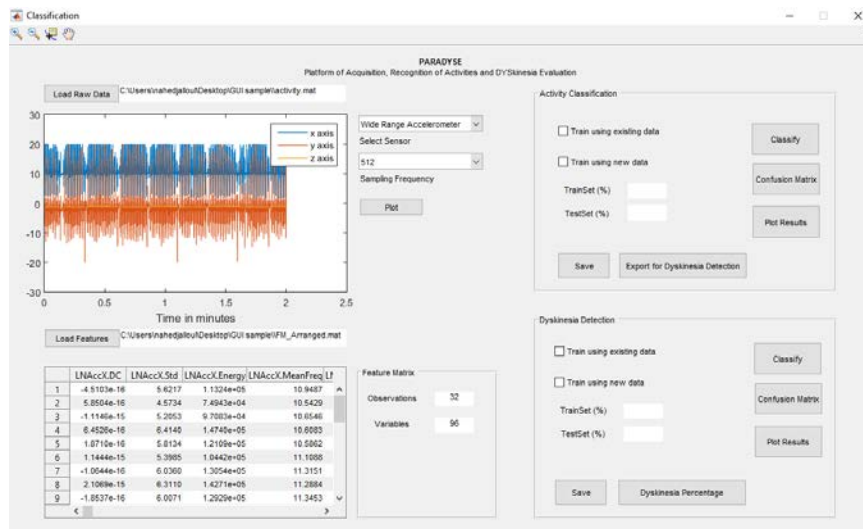 Classification
PARADYSE
Platform of Acquisition, Recognition of Activities and DYSkinesia Evaluation
Load Raw Data C:\Users\nahedjallouf\Desktop\GUI sample\activity.mat
30
20
10
0
-10
-20
-30
0 0.5 1 1.5 2 2.5
Time in minutes
x axis
y axis
z axis
Wide Range Accelerometer
Select Sensor
512
Sampling Frequency
Plot
Activity Classification
Train using existing data
Train using new data
TrainSet (%)
TestSet (%)
Classify
Confusion Matrix
Plot Results
Save Export for Dyskinesia Detection
Load Features C:\Users\nahedjallouf\Desktop\GUI sample\FM_Arranged.mat
LNAccX.DC LNAccX.Std LNAccX.Energy LNAccX.MeanFreq
1 -4.5103e-16 5.6217 1.1324e+05 10.9487
2 5.8504e-16 4.5734 7.4943e+04 10.5429
3 -1.1146e-15 5.2053 9.7083e+04 10.6546
4 6.4526e-16 6.4140 1.4740e+05 10.6083
5 1.8710e-16 5.8134 1.2109e+05 10.5862
6 1.1444e-15 5.3985 1.0442e+05 11.1088
7 -1.0644e-16 6.0360 1.3054e+05 11.3151
8 2.1069e-15 6.3110 1.4271e+05 11.2884
9 -1.8537e-16 6.0071 1.2929e+05 11.3453
Feature Matrix
Observations 32
Variables 96
Dyskinesia Detection
Train using existing data
Train using new data
TrainSet (%)
TestSet (%)
Classify
Confusion Matrix
Plot Results
Save Dyskinesia Percentage